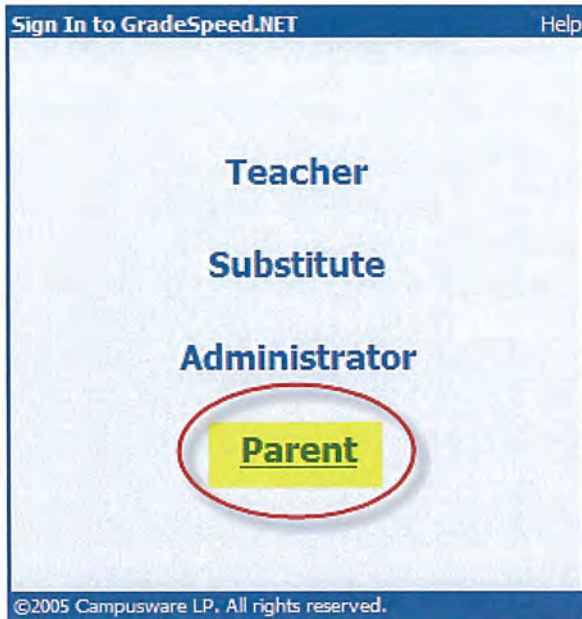 Sign In to GradeSpeed.NET Help
Teacher
Substitute
Administrator
Parent
©2005 Campusware LP. All rights reserved.